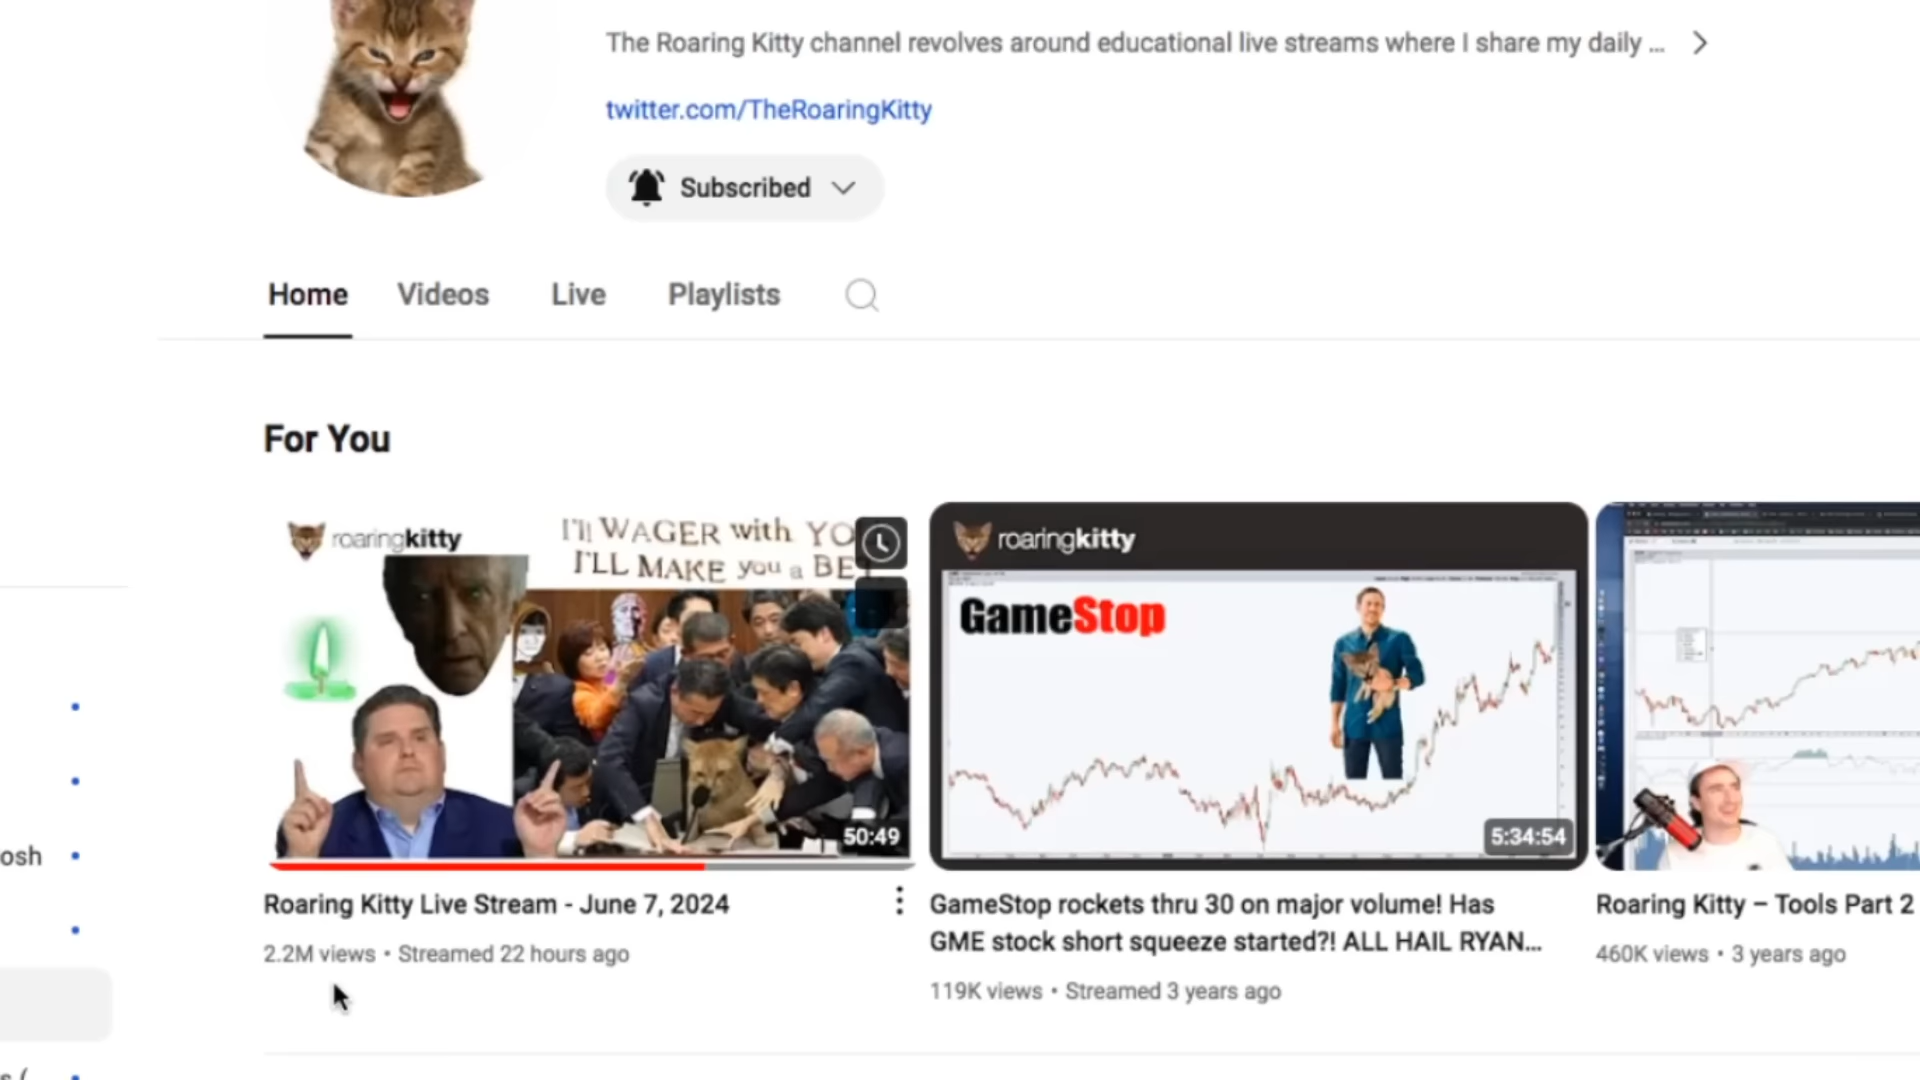 The Roaring Kitty channel revolves around educational live streams where I share my daily ...
twitter.com/TheRoaringKitty
Subscribed
Home Videos Live Playlists
For You
roaringkitty
I'll WAGER with YO
I'LL MAKE you a BE
50:49
roaringkitty
GameStop
5:34:54
Roaring Kitty Live Stream - June 7, 2024
2.2M views • Streamed 22 hours ago
GameStop rockets thru 30 on major volume! Has
GME stock short squeeze started?! ALL HAIL RYAN...
119K views • Streamed 3 years ago
Roaring Kitty – Tools Part 2
460K views • 3 years ago
osh